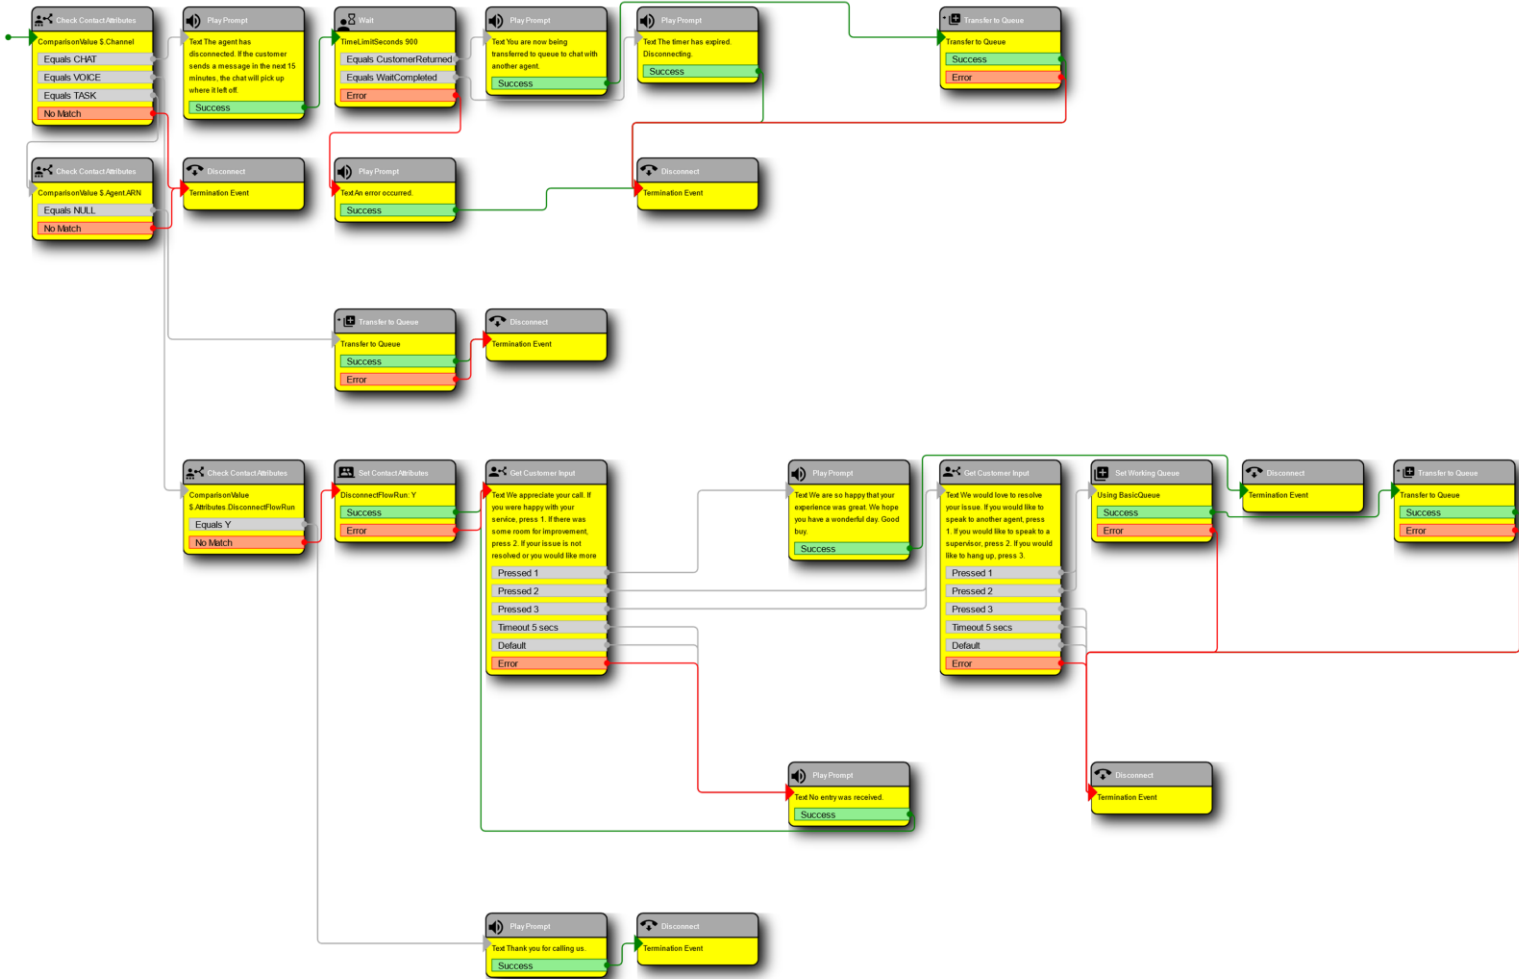 Check Contact Attributes
ComparisonValue $.Channel
Equals CHAT
Equals VOICE
Equals TASK
No Match
Play Prompt
Text The agent has
disconnected. If the customer
sends a message in the next 15
minutes, the chat will pick up
where it left off.
Success
Wait
TimeLimitSeconds 900
Equals CustomerReturned
Equals WaitCompleted
Error
Play Prompt
Text You are now being
transferred to queue to chat with
another agent.
Success
Play Prompt
Text The timer has expired.
Disconnecting.
Success
Transfer to Queue
Transfer to Queue
Success
Error
Check Contact Attributes
ComparisonValue $.Agent.ARN
Equals NULL
No Match
Disconnect
Termination Event
Play Prompt
Text An error occurred.
Success
Disconnect
Termination Event
Transfer to Queue
Transfer to Queue
Success
Error
Disconnect
Termination Event
Check Contact Attributes
ComparisonValue
$.Attributes.DisconnectFlowRun
Equals Y
No Match
Set Contact Attributes
DisconnectFlowRun: Y
Success
Error
Get Customer Input
Text We appreciate your call. If
you were happy with your
service, press 1. If there was
some room for improvement,
press 2. If your issue is not
resolved or you would like more
Pressed 1
Pressed 2
Pressed 3
Timeout 5 secs
Default
Error
Play Prompt
Text We are so happy that your
experience was great. We hope
you have a wonderful day. Good
buy.
Success
Get Customer Input
Text We would love to resolve
your issue. If you would like to
speak to another agent, press
1. If you would like to speak to a
supervisor, press 2. If you would
like to hang up, press 3.
Pressed 1
Pressed 2
Pressed 3
Timeout 5 secs
Default
Error
Set Working Queue
Using BasicQueue
Success
Error
Disconnect
Termination Event
Transfer to Queue
Transfer to Queue
Success
Error
Play Prompt
Text No entry was received.
Success
Disconnect
Termination Event
Play Prompt
Text Thank you for calling us.
Success
Disconnect
Termination Event